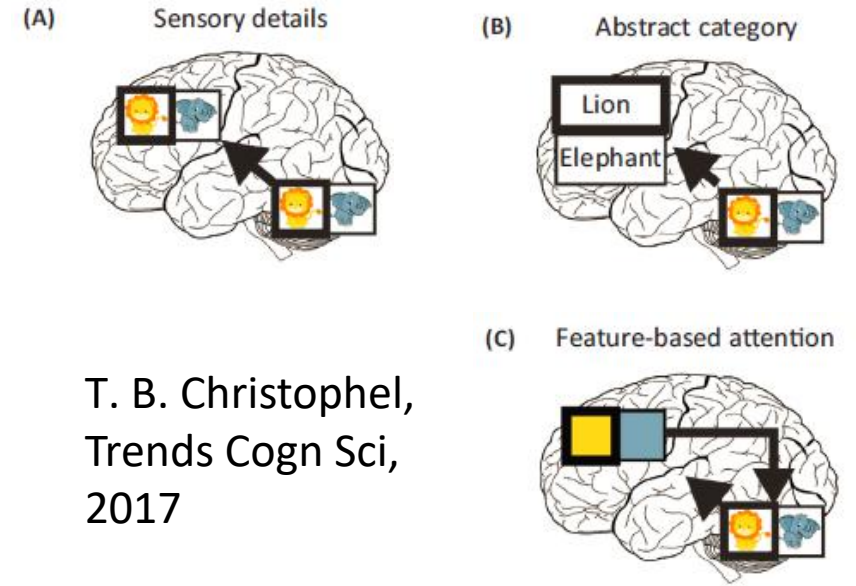 (A) Sensory details
(B) Abstract category
Lion
Elephant
(C) Feature-based attention
T. B. Christophel,
Trends Cogn Sci,
2017